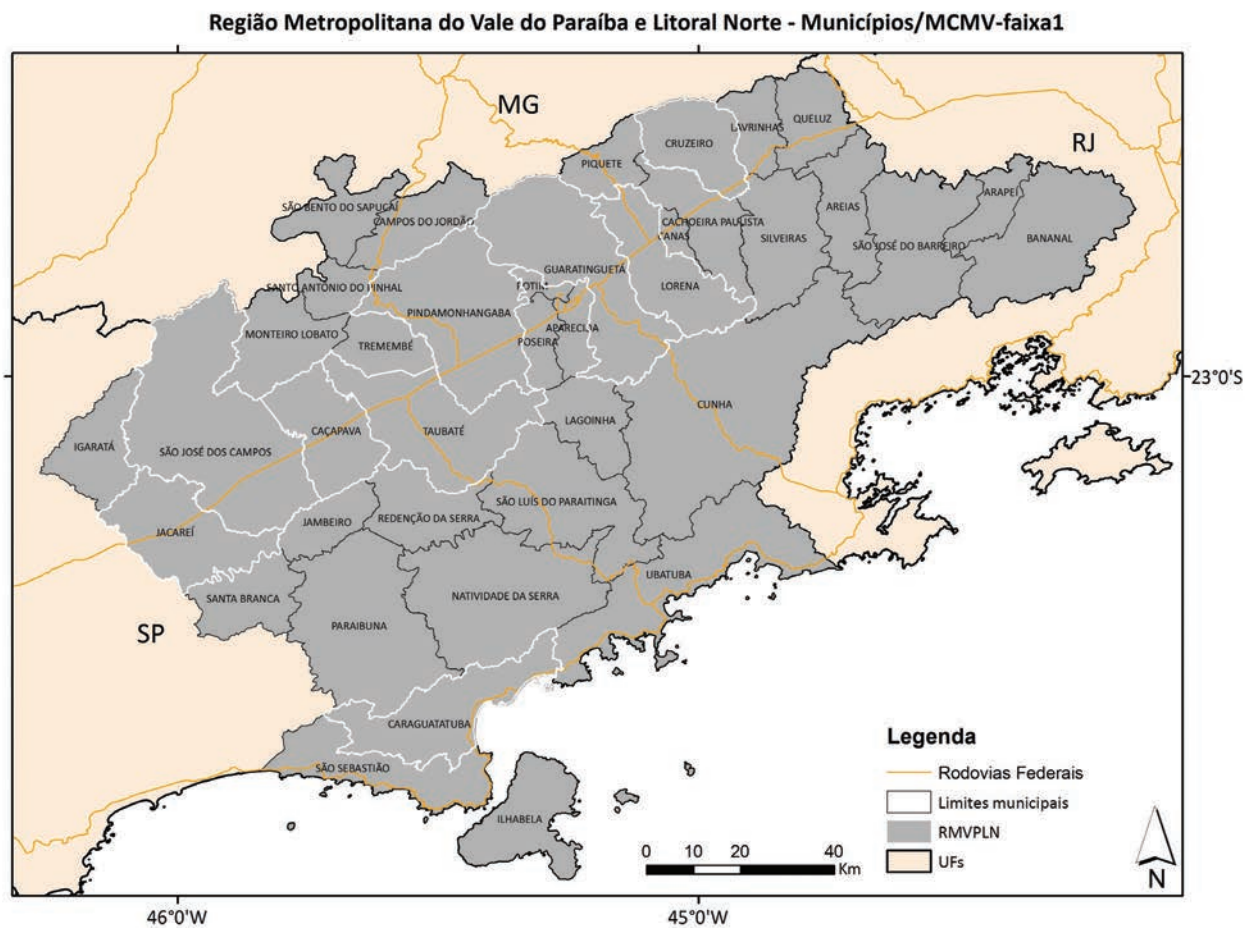 Região Metropolitana do Vale do Paraíba e Litoral Norte - Municípios/MCMV-faixa1
MG
RJ
SP
QUELUZ
LAVRINHAS
CRUZEIRO
PIQUETE
ARAPEÍ
SÃO BENTO DO SAPUCAÍ
AREIAS
CAMPOS DO JORDÃO
CACHOEIRA PAULISTA
CANAS
SILVEIRAS
BANANAL
SÃO JOSÉ DO BARREIRO
GUARATINGUETÁ
SANTO ANTÔNIO DO PINHAL
POTIM
LORENA
PINDAMONHANGABA
APARECIDA
MONTEIRO LOBATO
TREMEMBÉ
ROSEIRA
23°0'S
CUNHA
LAGOINHA
CAÇAPAVA
TAUBATÉ
IGARATÁ
SÃO JOSÉ DOS CAMPOS
SÃO LUÍS DO PARAITINGA
JAMBEIRO
REDENÇÃO DA SERRA
JACAREÍ
UBATUBA
SANTA BRANCA
NATIVIDADE DA SERRA
PARAIBUNA
CARAGUATATUBA
SÃO SEBASTIÃO
ILHABELA
Legenda
Rodovias Federais
Limites municipais
RMVPLN
UFs
0 10 20 40
Km
N
46°0'W
45°0'W